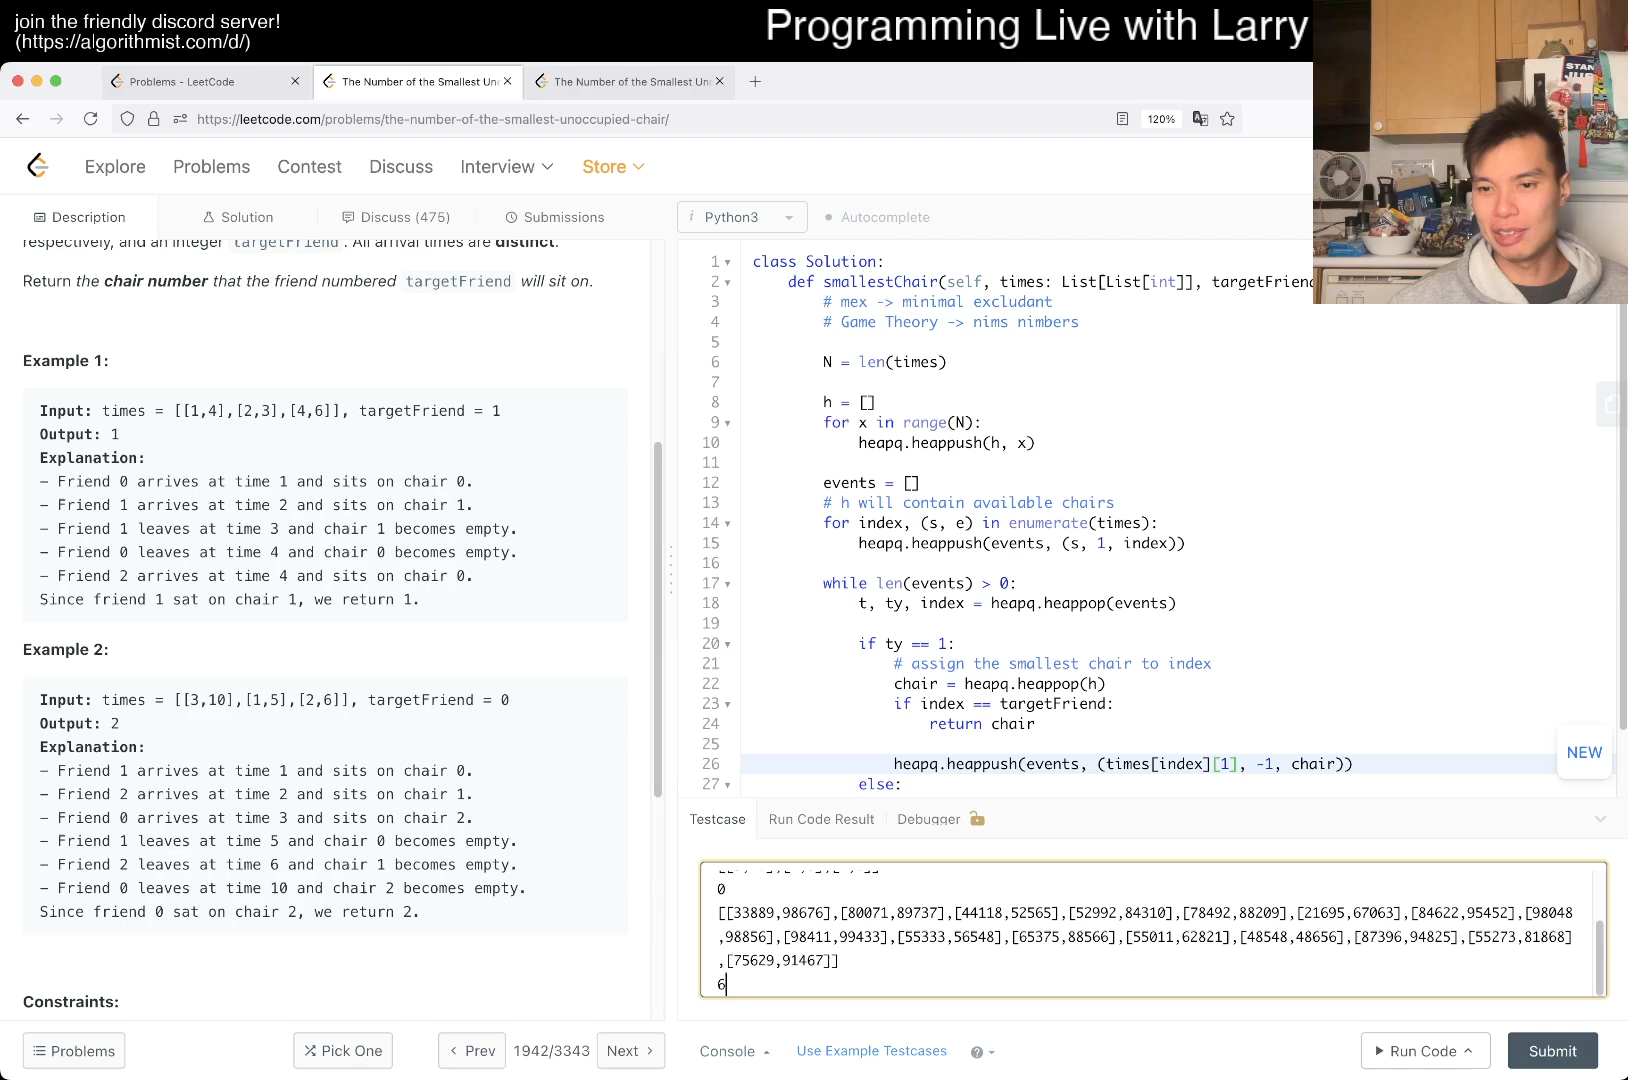 join the friendly discord server!
(https://algorithmist.com/d/)
Programming Live with Larry
Problems - LeetCode
The Number of the Smallest Un
The Number of the Smallest Un
https://leetcode.com/problems/the-number-of-the-smallest-unoccupied-chair/
120%
Explore
Problems
Contest
Discuss
Interview
Store
Description
Solution
Discuss (475)
Submissions
i Python3
Autocomplete
respectively, and an integer targetFriend. All arrival times are distinct.
Return the chair number that the friend numbered targetFriend will sit on.
Example 1:
Input: times = [[1,4],[2,3],[4,6]], targetFriend = 1
Output: 1
Explanation:
- Friend 0 arrives at time 1 and sits on chair 0.
- Friend 1 arrives at time 2 and sits on chair 1.
- Friend 1 leaves at time 3 and chair 1 becomes empty.
- Friend 0 leaves at time 4 and chair 0 becomes empty.
- Friend 2 arrives at time 4 and sits on chair 0.
Since friend 1 sat on chair 1, we return 1.
Example 2:
Input: times = [[3,10],[1,5],[2,6]], targetFriend = 0
Output: 2
Explanation:
- Friend 1 arrives at time 1 and sits on chair 0.
- Friend 2 arrives at time 2 and sits on chair 1.
- Friend 0 arrives at time 3 and sits on chair 2.
- Friend 1 leaves at time 5 and chair 0 becomes empty.
- Friend 2 leaves at time 6 and chair 1 becomes empty.
- Friend 0 leaves at time 10 and chair 2 becomes empty.
Since friend 0 sat on chair 2, we return 2.
Constraints:
1 class Solution:
2 def smallestChair(self, times: List[List[int]], targetFriend
3 # mex -> minimal excludant
4 # Game Theory -> nims nimbers
5
6 N = len(times)
7
8 h = []
9 for x in range(N):
10 heapq.heappush(h, x)
11
12 events = []
13 # h will contain available chairs
14 for index, (s, e) in enumerate(times):
15 heapq.heappush(events, (s, 1, index))
16
17 while len(events) > 0:
18 t, ty, index = heapq.heappop(events)
19
20 if ty == 1:
21 # assign the smallest chair to index
22 chair = heapq.heappop(h)
23 if index == targetFriend:
24 return chair
25
26 heapq.heappush(events, (times[index][1], -1, chair))
27 else:
NEW
Testcase
Run Code Result
Debugger
0
[[33889,98676],[80071,89737],[44118,52565],[52992,84310],[78492,88209],[21695,67063],[84622,95452],[98048
,98856],[98411,99433],[55333,56548],[65375,88566],[55011,62821],[48548,48656],[87396,94825],[55273,81868]
,[75629,91467]]
6
Problems
Pick One
Prev
1942/3343
Next
Console
Use Example Testcases
Run Code
Submit